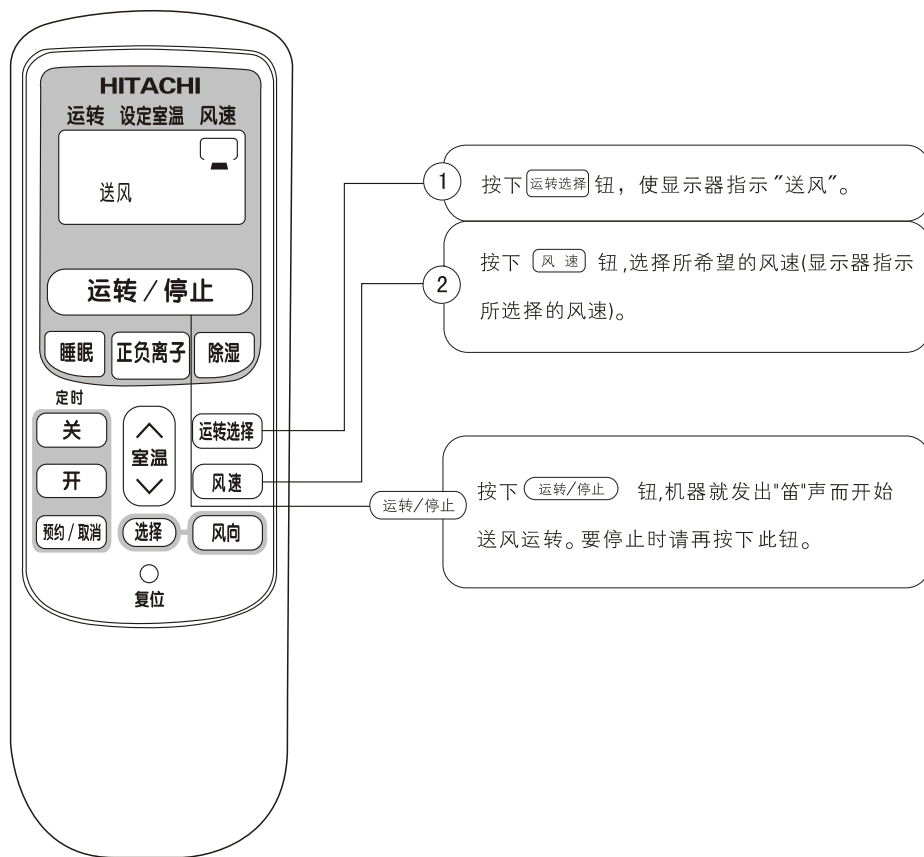 HITACHI
运转 设定室温 风速
送风
运转/停止
睡眠 正负离子 除湿
定时
关
开
预约/取消
室温
运转选择
风速
选择 风向
复位
1 按下 运转选择 钮，使显示器指示"送风"。
2 按下 风速 钮,选择所希望的风速(显示器指示
所选择的风速)。
运转/停止 按下 运转/停止 钮,机器就发出"笛"声而开始
送风运转。要停止时请再按下此钮。